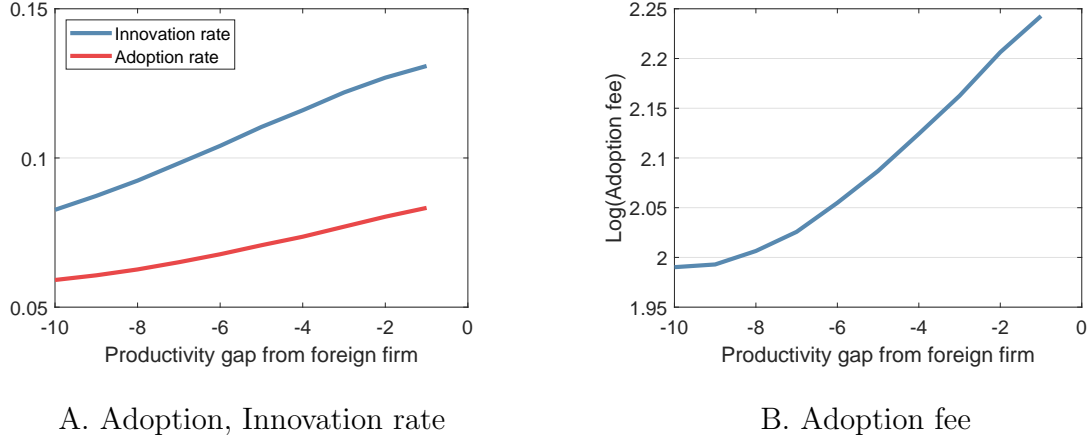 0.15
0.1
0.05
Innovation rate
Adoption rate
-10 -8 -6 -4 -2 0
Productivity gap from foreign firm
A. Adoption, Innovation rate
2.25
2.2
2.15
2.1
2.05
2
1.95
Log(Adoption fee)
-10 -8 -6 -4 -2 0
Productivity gap from foreign firm
B. Adoption fee